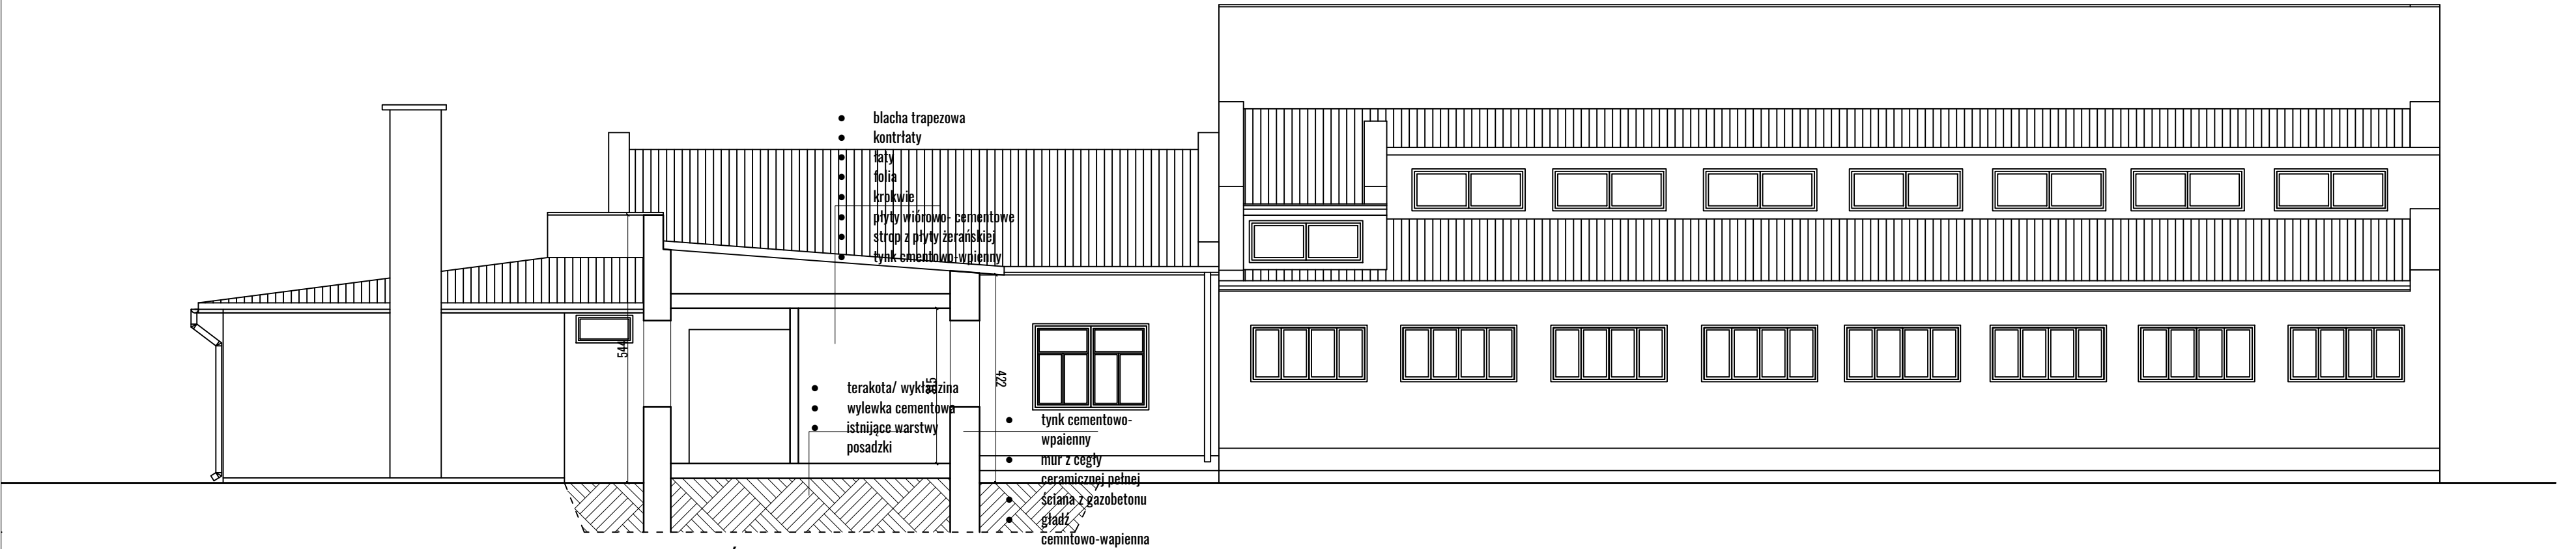 • blacha trapezowa
• kontrłaty
• łaty
• folia
• krokwie
• płyty wiórowo- cementowe
• strop z płyty żerańskiej
• tynk cmentowo-wpienny
544
422
• terakota/ wykładzina
• wylewka cementowa
• istnijące warstwy
posadzki
• tynk cementowo-
wpaienny
• mur z cegły
ceramicznej pełnej
• ściana z gazobetonu
• gładź
cemntowo-wapienna